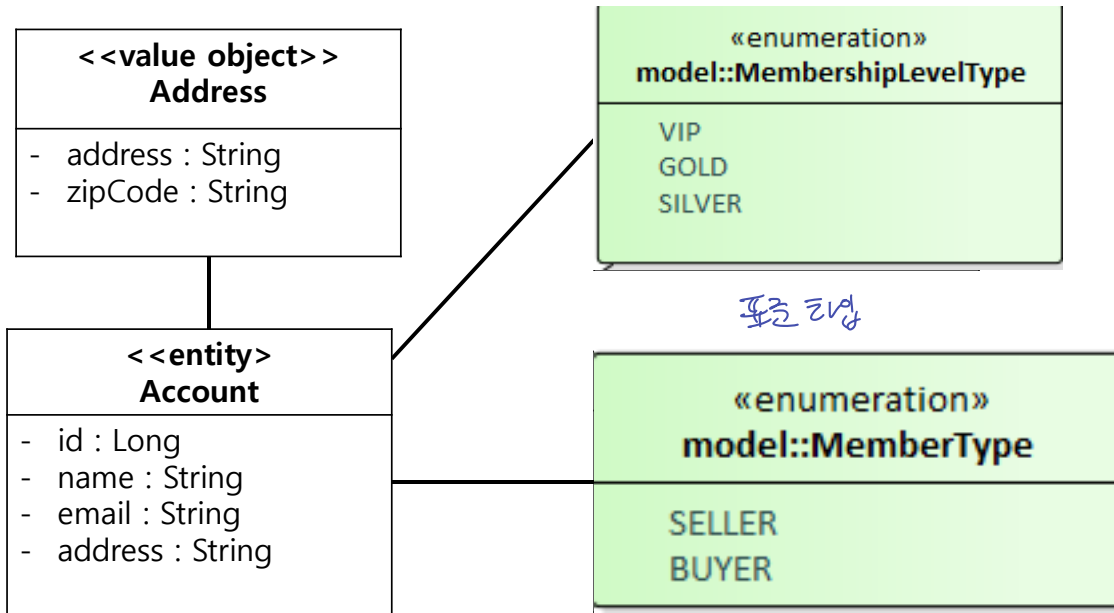 <<value object>>
Address
- address : String
- zipCode : String
«enumeration»
model::MembershipLevelType
VIP
GOLD
SILVER
표준 타입
<<entity>
Account
- id : Long
- name : String
- email : String
- address : String
«enumeration»
model::MemberType
SELLER
BUYER